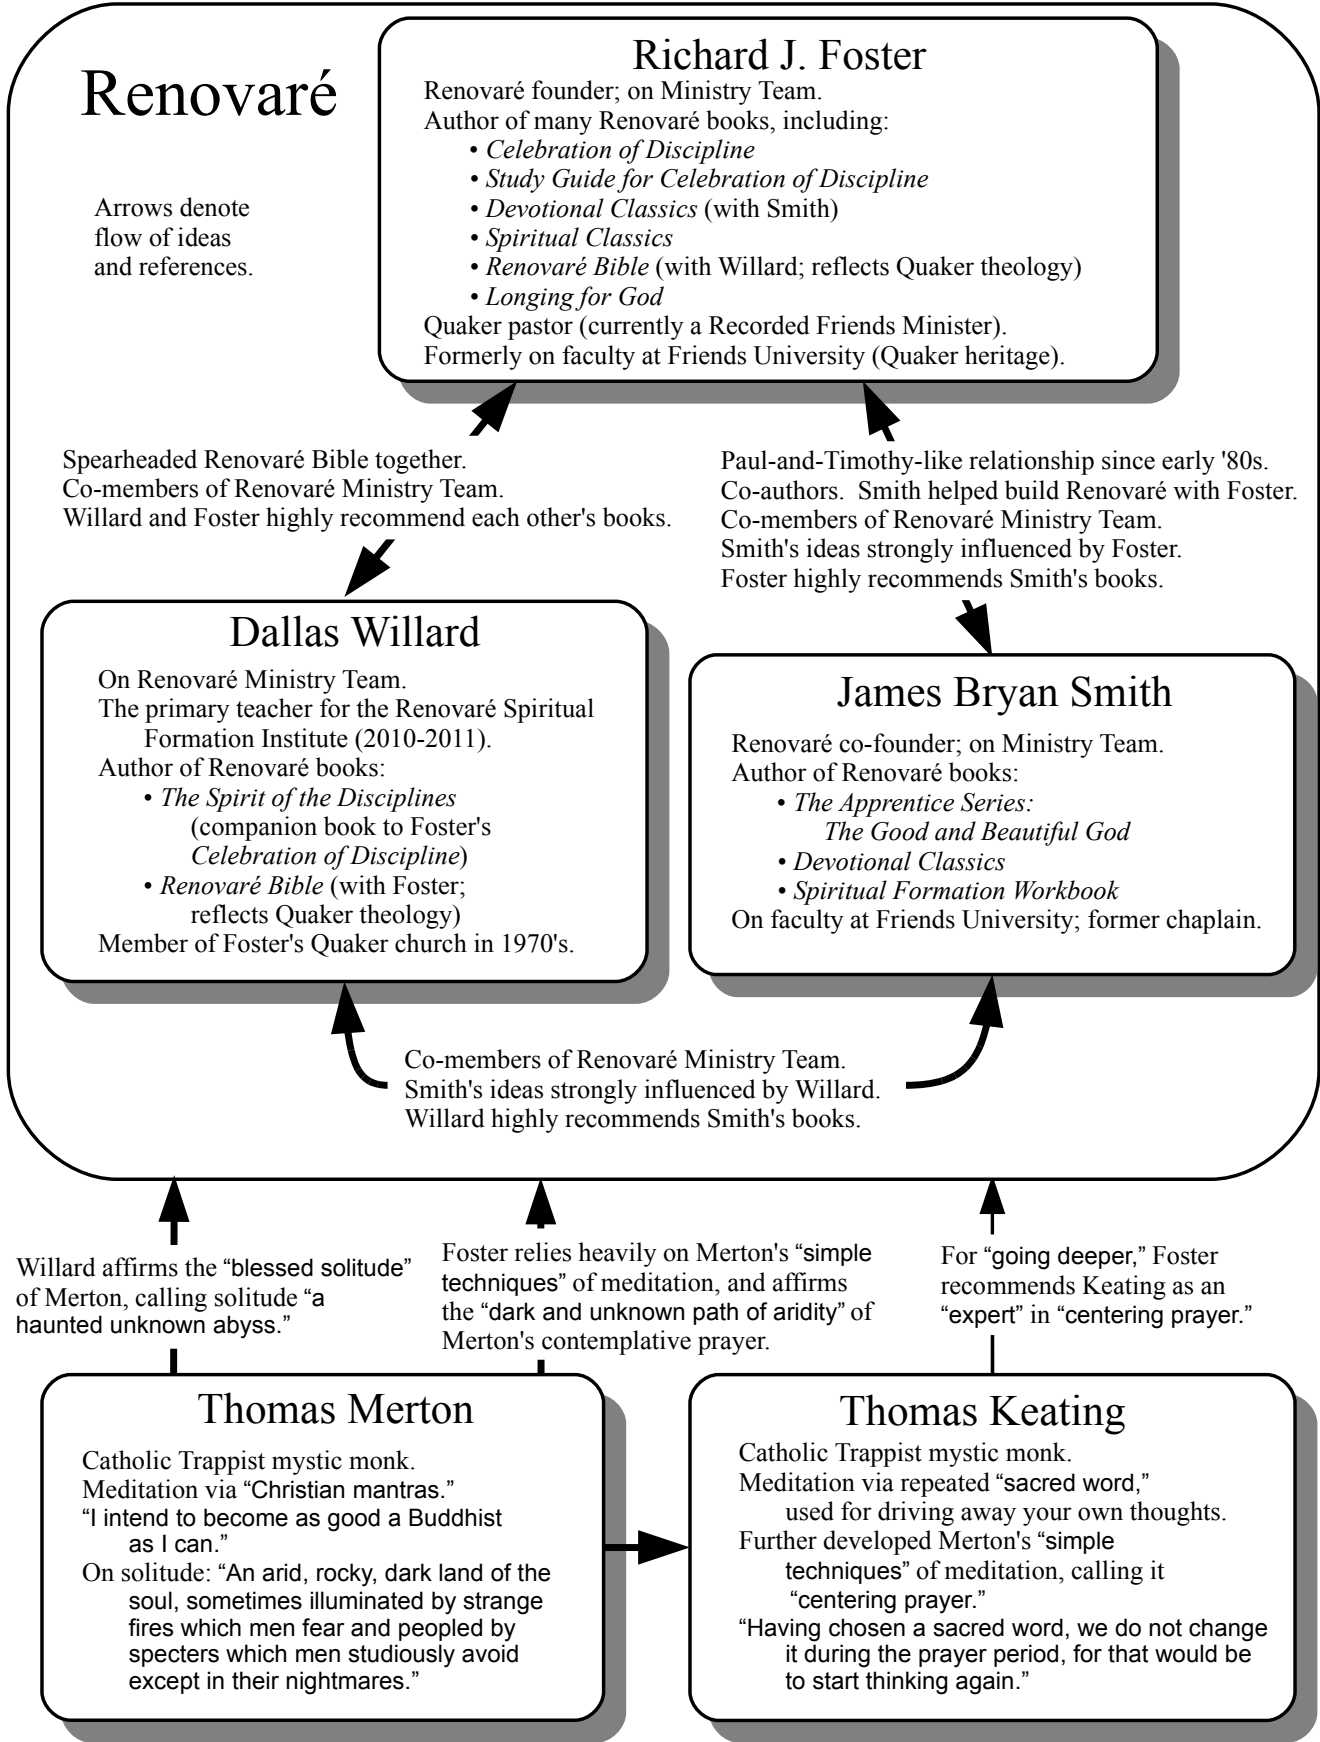 Renovaré
Arrows denote
flow of ideas
and references.
Richard J. Foster
Renovaré founder; on Ministry Team.
Author of many Renovaré books, including:
• Celebration of Discipline
• Study Guide for Celebration of Discipline
• Devotional Classics (with Smith)
• Spiritual Classics
• Renovaré Bible (with Willard; reflects Quaker theology)
• Longing for God
Quaker pastor (currently a Recorded Friends Minister).
Formerly on faculty at Friends University (Quaker heritage).
Spearheaded Renovaré Bible together.
Co-members of Renovaré Ministry Team.
Willard and Foster highly recommend each other's books.
Paul-and-Timothy-like relationship since early '80s.
Co-authors.  Smith helped build Renovaré with Foster.
Co-members of Renovaré Ministry Team.
Smith's ideas strongly influenced by Foster.
Foster highly recommends Smith's books.
Dallas Willard
On Renovaré Ministry Team.
The primary teacher for the Renovaré Spiritual
Formation Institute (2010-2011).
Author of Renovaré books:
• The Spirit of the Disciplines
(companion book to Foster's
Celebration of Discipline)
• Renovaré Bible (with Foster;
reflects Quaker theology)
Member of Foster's Quaker church in 1970's.
James Bryan Smith
Renovaré co-founder; on Ministry Team.
Author of Renovaré books:
• The Apprentice Series:
The Good and Beautiful God
• Devotional Classics
• Spiritual Formation Workbook
On faculty at Friends University; former chaplain.
Co-members of Renovaré Ministry Team.
Smith's ideas strongly influenced by Willard.
Willard highly recommends Smith's books.
Willard affirms the “blessed solitude”
of Merton, calling solitude “a
haunted unknown abyss.”
Foster relies heavily on Merton's “simple
techniques” of meditation, and affirms
the “dark and unknown path of aridity” of
Merton's contemplative prayer.
For “going deeper,” Foster
recommends Keating as an
“expert” in “centering prayer.”
Thomas Merton
Catholic Trappist mystic monk.
Meditation via “Christian mantras.”
“I intend to become as good a Buddhist
as I can.”
On solitude: “An arid, rocky, dark land of the
soul, sometimes illuminated by strange
fires which men fear and peopled by
specters which men studiously avoid
except in their nightmares.”
Thomas Keating
Catholic Trappist mystic monk.
Meditation via repeated “sacred word,”
used for driving away your own thoughts.
Further developed Merton's “simple
techniques” of meditation, calling it
“centering prayer.”
“Having chosen a sacred word, we do not change
it during the prayer period, for that would be
to start thinking again.”